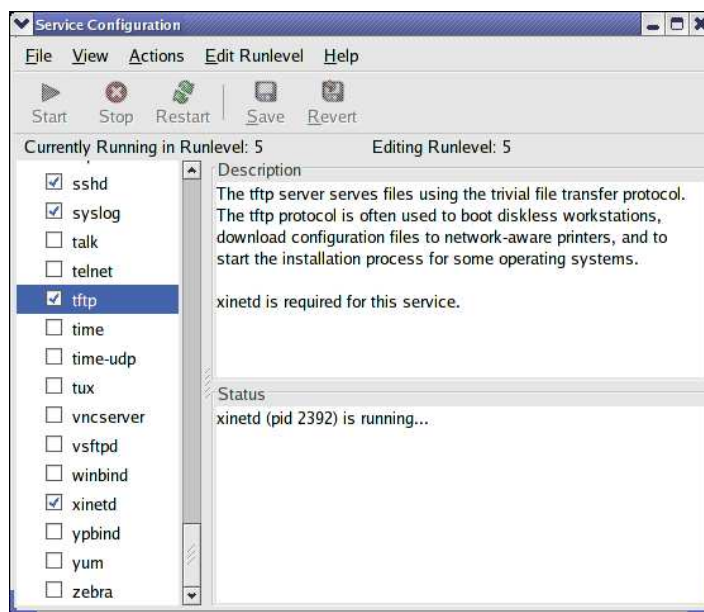 Service Configuration
File View Actions Edit Runlevel Help
Start Stop Restart Save Revert
Currently Running in Runlevel: 5 Editing Runlevel: 5
sshd
syslog
talk
telnet
tftp
time
time-udp
tux
vncserver
vsftpd
winbind
xinetd
ypbind
yum
zebra
Description
The tftp server serves files using the trivial file transfer protocol.
The tftp protocol is often used to boot diskless workstations,
download configuration files to network-aware printers, and to
start the installation process for some operating systems.
xinetd is required for this service.
Status
xinetd (pid 2392) is running...